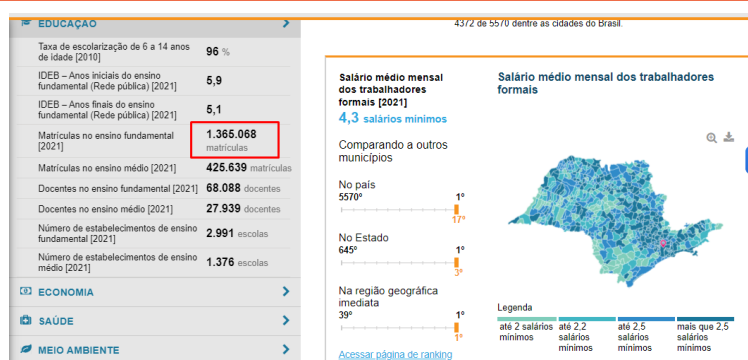 EDUCAÇÃO
Taxa de escolarização de 6 a 14 anos
de idade [2010]
96 %
IDEB – Anos iniciais do ensino
fundamental (Rede pública) [2021]
5,9
IDEB – Anos finais do ensino
fundamental (Rede pública) [2021]
5,1
Matrículas no ensino fundamental
[2021]
1.365.068
matrículas
Matrículas no ensino médio [2021]
425.639 matrículas
Docentes no ensino fundamental [2021]
68.088 docentes
Docentes no ensino médio [2021]
27.939 docentes
Número de estabelecimentos de ensino
fundamental [2021]
2.991 escolas
Número de estabelecimentos de ensino
médio [2021]
1.376 escolas
ECONOMIA
SAÚDE
MEIO AMBIENTE
4372 de 5570 dentre as cidades do Brasil.
Salário médio mensal
dos trabalhadores
formais [2021]
4,3 salários mínimos
Comparando a outros
municípios
No país
5570º 1º
17º
No Estado
645º 1º
3º
Na região geográfica
imediata
39º 1º
1º
Acessar página de ranking
Salário médio mensal dos trabalhadores
formais
Legenda
até 2 salários
mínimos
até 2,2
salários
mínimos
até 2,5
salários
mínimos
mais que 2,5
salários
mínimos